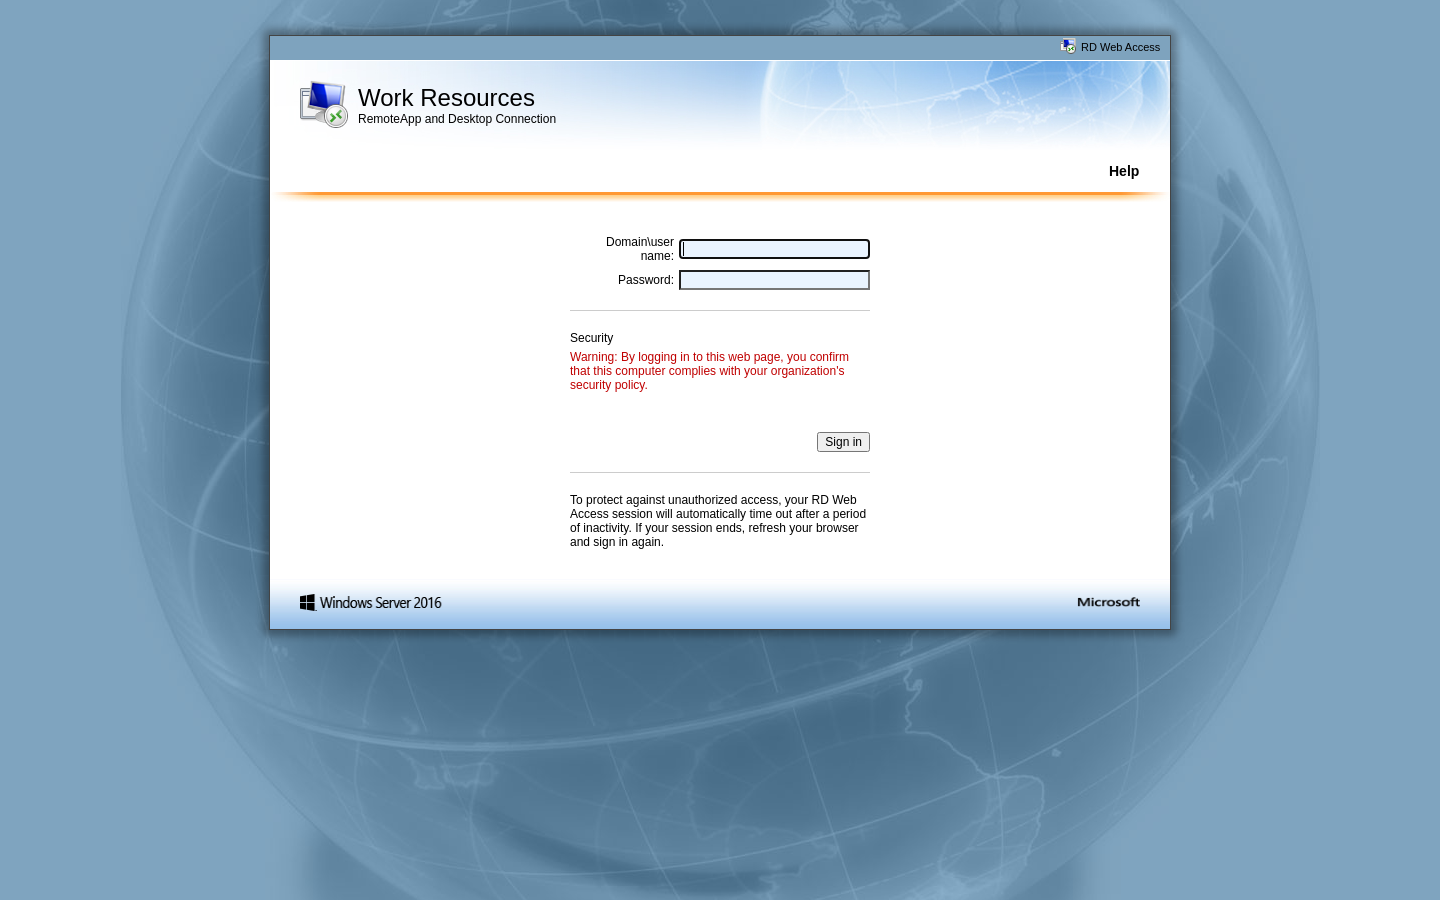 RD Web Access
Work Resources
RemoteApp and Desktop Connection
Help
Domain\user
name:
Password:
Security
Warning: By logging in to this web page, you confirm
that this computer complies with your organization's
security policy.
Sign in
To protect against unauthorized access, your RD Web
Access session will automatically time out after a period
of inactivity. If your session ends, refresh your browser
and sign in again.
Windows Server 2016
Microsoft